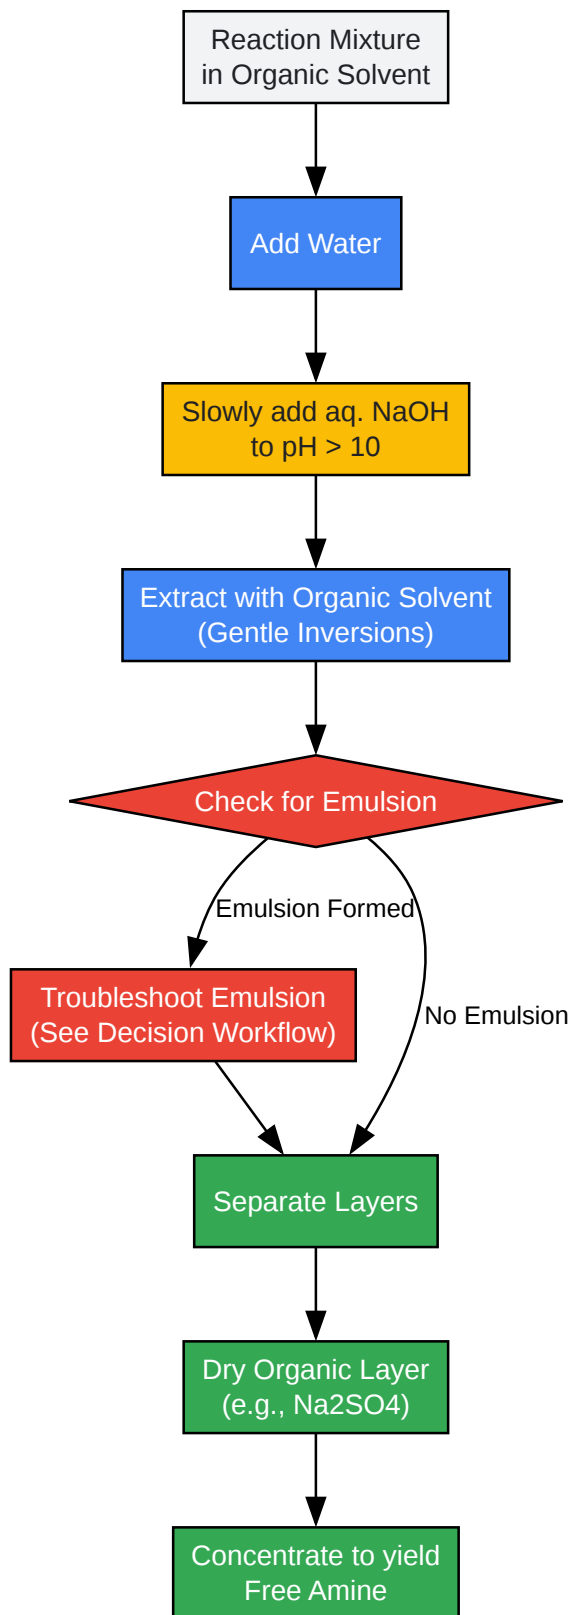 Reaction Mixture
in Organic Solvent
Add Water
Slowly add aq. NaOH
to pH > 10
Extract with Organic Solvent
(Gentle Inversions)
Check for Emulsion
Emulsion Formed
Troubleshoot Emulsion
(See Decision Workflow)
No Emulsion
Separate Layers
Dry Organic Layer
(e.g., Na2SO4)
Concentrate to yield
Free Amine